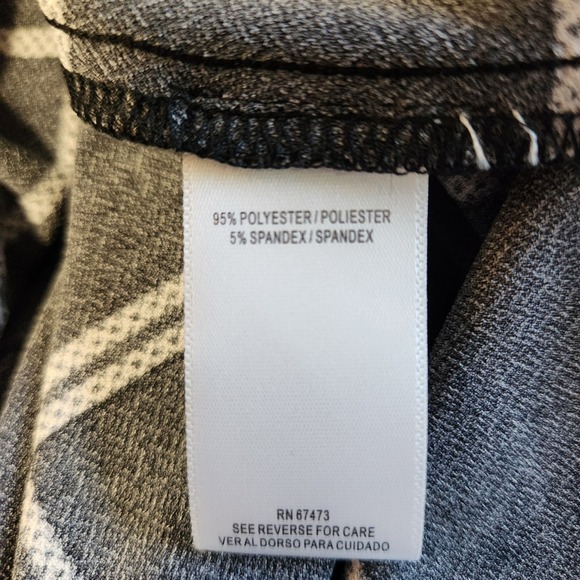 95% POLYESTER / POLIESTER
5% SPANDEX / SPANDEX
RN 67473
SEE REVERSE FOR CARE
VER AL DORSO PARA CUIDADO